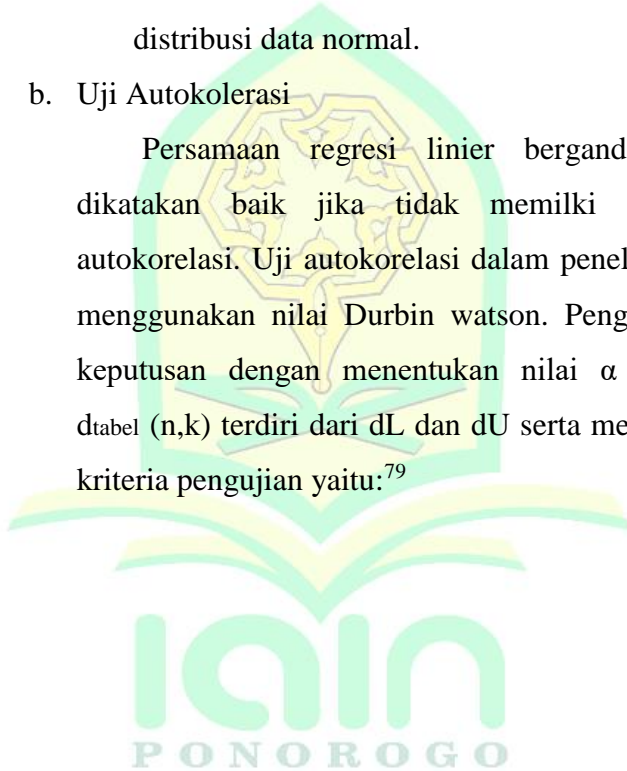 distribusi data normal.
b. Uji Autokolerasi
Persamaan regresi linier bergand
dikatakan baik jika tidak memilki
autokorelasi. Uji autokorelasi dalam penel
menggunakan nilai Durbin watson. Peng
keputusan dengan menentukan nilai α
dtabel (n,k) terdiri dari dL dan dU serta me
kriteria pengujian yaitu:79
iain
PONOROGO